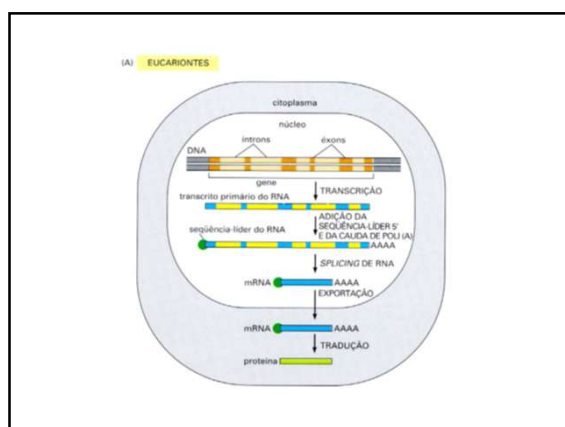 (A) EUCARIONTES
citoplasma
núcleo
íntrons éxons
DNA
gene
TRANSCRIÇÃO
transcrito primário do RNA
ADIÇÃO DA
SEQÜÊNCIA-LÍDER 5'
E DA CAUDA DE POLI (A)
seqüência-líder do RNA
AAAA
SPLICING DE RNA
mRNA AAAA
EXPORTAÇÃO
mRNA AAAA
TRADUÇÃO
proteína